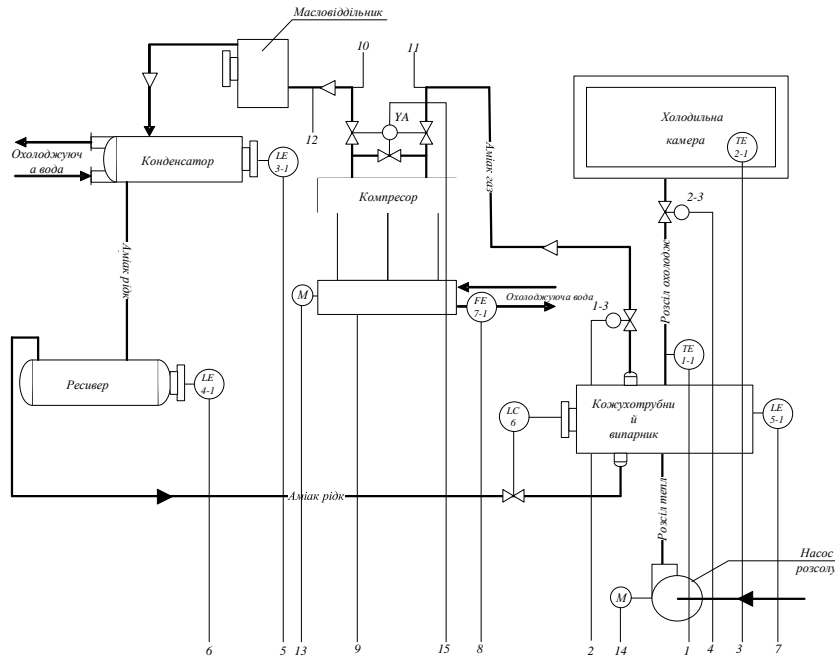 Масловіддільник
10
11
12
YA
Охолоджуюч
а вода
Конденсатор
LE
3-1
Компресор
Аміак газ
Холодильна
камера
TE
2-1
2-3
Аміак рідк
Розсіл охолодж
M
FE
7-1
Охолоджуюча вода
1-3
TE
1-1
Ресивер
LE
4-1
LC
6
Кожухотрубни
й
випарник
LE
5-1
Аміак рідк
Розсіл тепл
Насос
розсолу
M
6
5
13
9
15
8
2
14
1
4
3
7